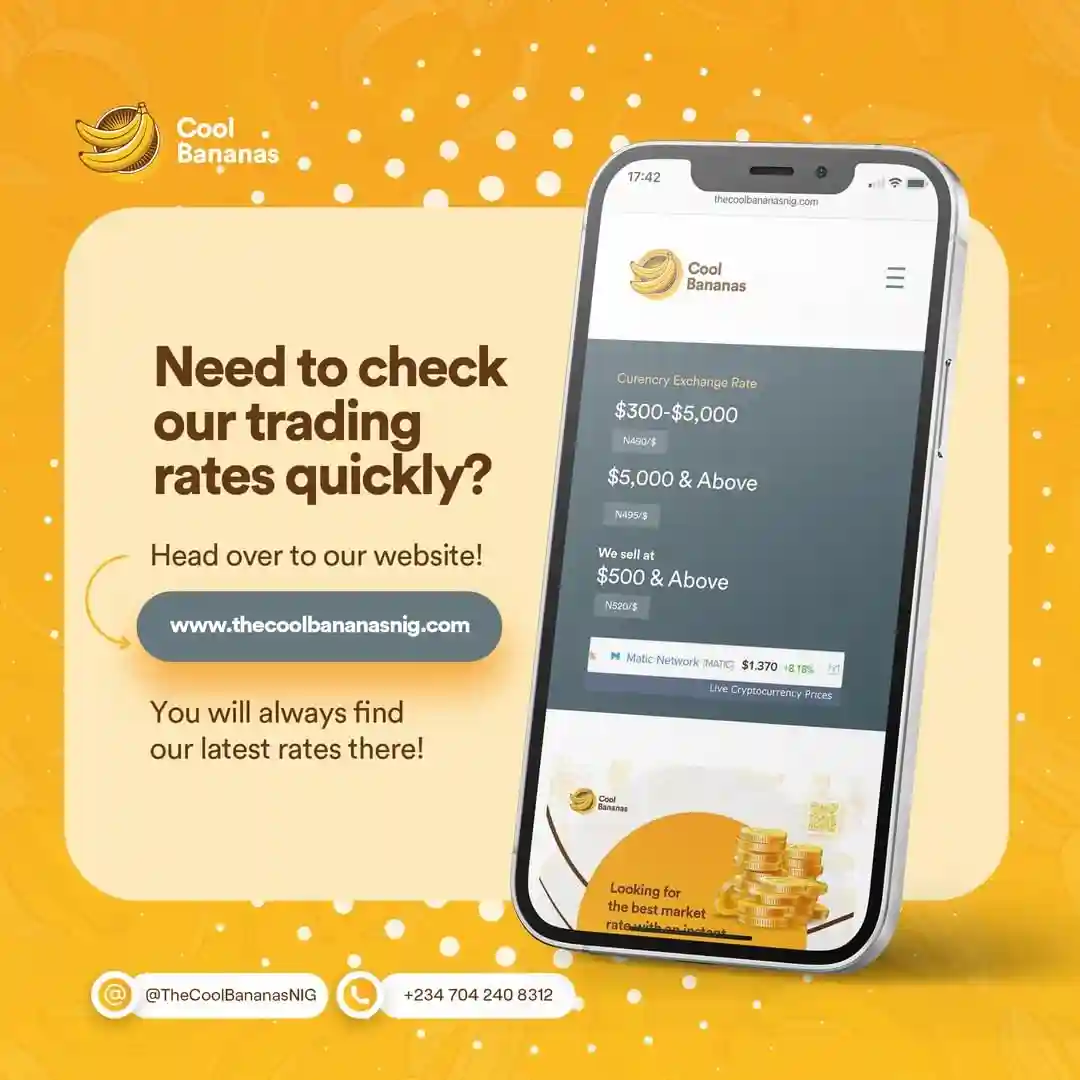 Cool
Bananas
Need to check
our trading
rates quickly?
Head over to our website!
www.thecoolbananasnig.com
You will always find
our latest rates there!
@TheCoolBananasNIG
+234 704 240 8312
17:42
thecoolbananasnig.com
Cool
Bananas
Curency Exchange Rate
$300-$5,000
N490/$
$5,000 & Above
N495/$
We sell at
$500 & Above
N520/$
Matic Network [MATIC] $1.370 +8.18%
Live Cryptocurrency Prices
Cool
Bananas
Looking for
the best market
rate with an instant